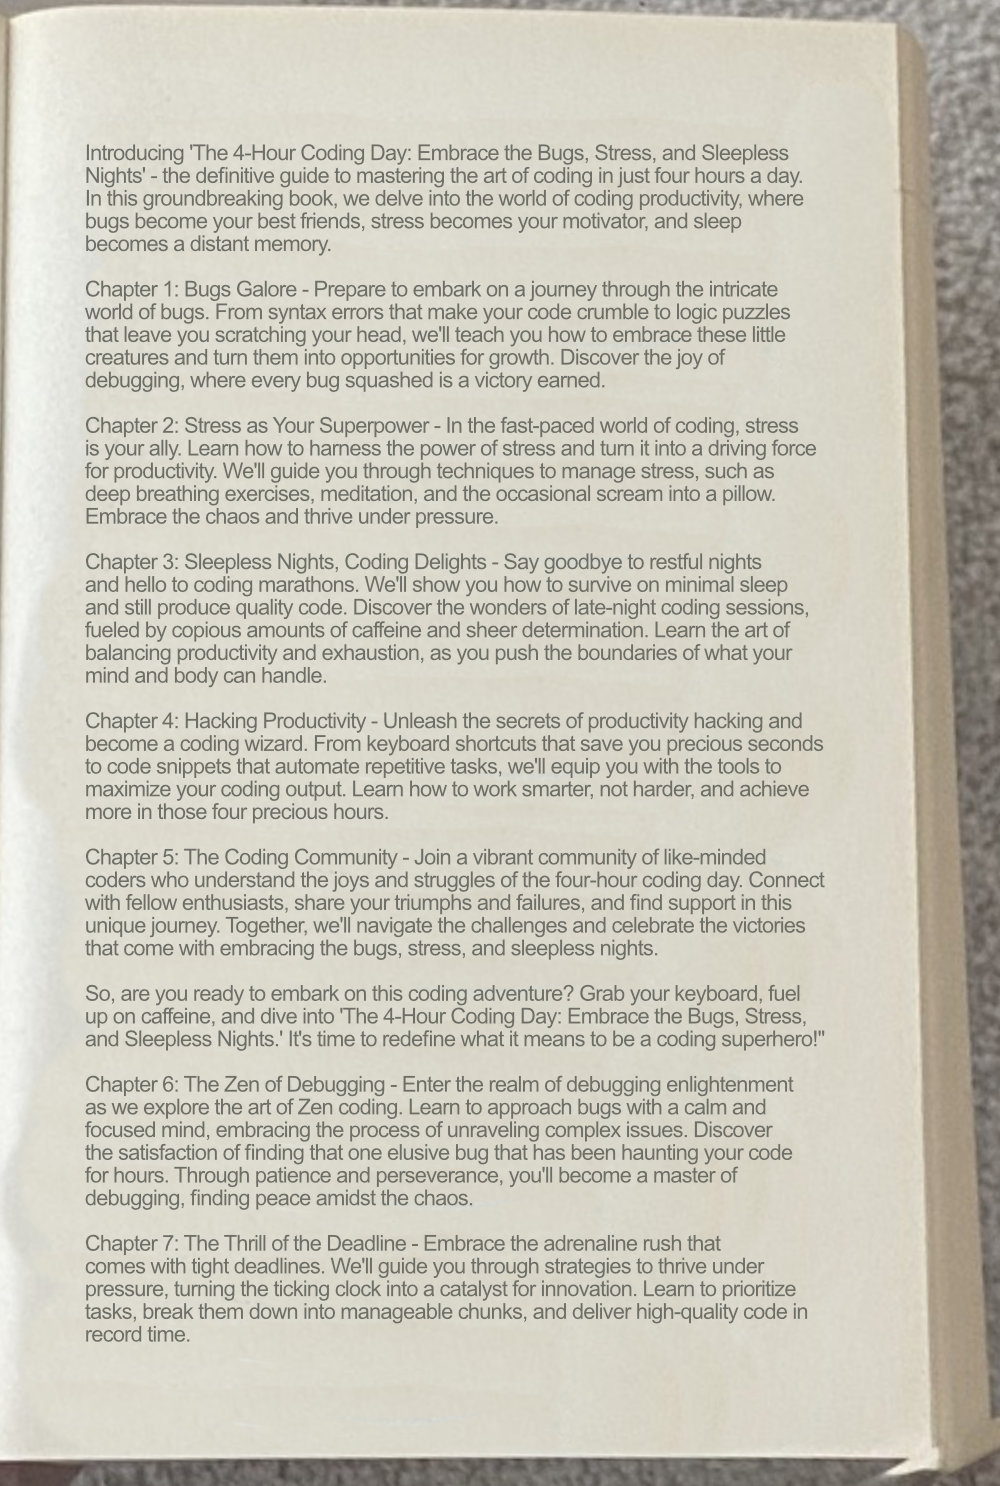 Introducing 'The 4-Hour Coding Day: Embrace the Bugs, Stress, and Sleepless
Nights' - the definitive guide to mastering the art of coding in just four hours a day.
In this groundbreaking book, we delve into the world of coding productivity, where
bugs become your best friends, stress becomes your motivator, and sleep
becomes a distant memory.
Chapter 1: Bugs Galore - Prepare to embark on a journey through the intricate
world of bugs. From syntax errors that make your code crumble to logic puzzles
that leave you scratching your head, we'll teach you how to embrace these little
creatures and turn them into opportunities for growth. Discover the joy of
debugging, where every bug squashed is a victory earned.
Chapter 2: Stress as Your Superpower - In the fast-paced world of coding, stress
is your ally. Learn how to harness the power of stress and turn it into a driving force
for productivity. We'll guide you through techniques to manage stress, such as
deep breathing exercises, meditation, and the occasional scream into a pillow.
Embrace the chaos and thrive under pressure.
Chapter 3: Sleepless Nights, Coding Delights - Say goodbye to restful nights
and hello to coding marathons. We'll show you how to survive on minimal sleep
and still produce quality code. Discover the wonders of late-night coding sessions,
fueled by copious amounts of caffeine and sheer determination. Learn the art of
balancing productivity and exhaustion, as you push the boundaries of what your
mind and body can handle.
Chapter 4: Hacking Productivity - Unleash the secrets of productivity hacking and
become a coding wizard. From keyboard shortcuts that save you precious seconds
to code snippets that automate repetitive tasks, we'll equip you with the tools to
maximize your coding output. Learn how to work smarter, not harder, and achieve
more in those four precious hours.
Chapter 5: The Coding Community - Join a vibrant community of like-minded
coders who understand the joys and struggles of the four-hour coding day. Connect
with fellow enthusiasts, share your triumphs and failures, and find support in this
unique journey. Together, we'll navigate the challenges and celebrate the victories
that come with embracing the bugs, stress, and sleepless nights.
So, are you ready to embark on this coding adventure? Grab your keyboard, fuel
up on caffeine, and dive into 'The 4-Hour Coding Day: Embrace the Bugs, Stress,
and Sleepless Nights.' It's time to redefine what it means to be a coding superhero!"
Chapter 6: The Zen of Debugging - Enter the realm of debugging enlightenment
as we explore the art of Zen coding. Learn to approach bugs with a calm and
focused mind, embracing the process of unraveling complex issues. Discover
the satisfaction of finding that one elusive bug that has been haunting your code
for hours. Through patience and perseverance, you'll become a master of
debugging, finding peace amidst the chaos.
Chapter 7: The Thrill of the Deadline - Embrace the adrenaline rush that
comes with tight deadlines. We'll guide you through strategies to thrive under
pressure, turning the ticking clock into a catalyst for innovation. Learn to prioritize
tasks, break them down into manageable chunks, and deliver high-quality code in
record time.